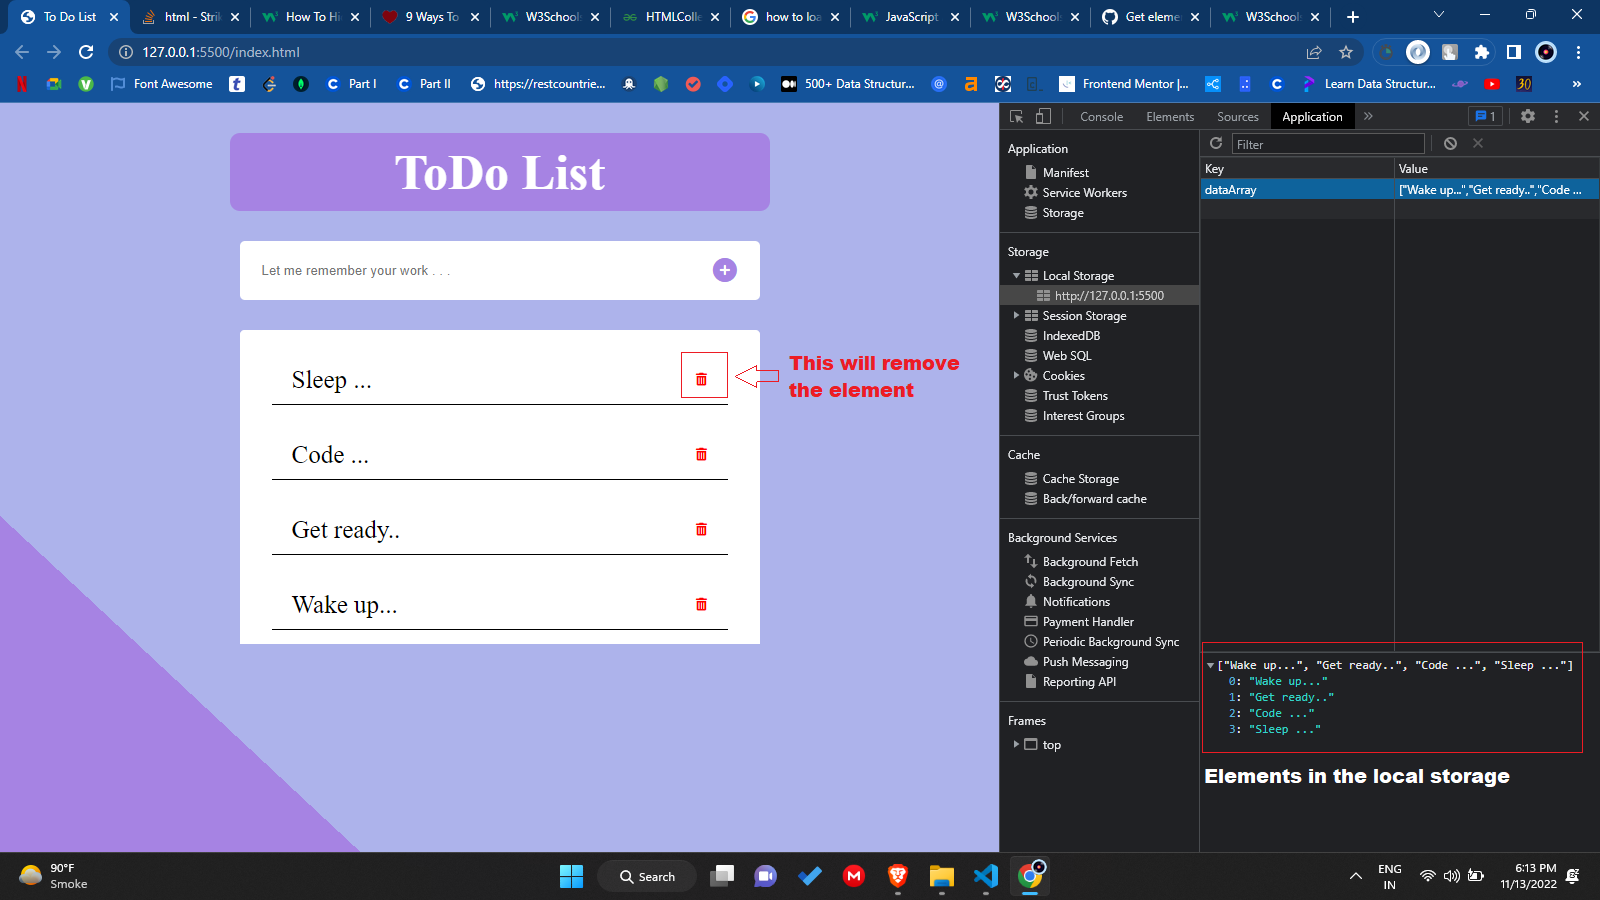 To Do List
html - Strik
How To Hi
9 Ways To
W3School
HTMLColle
how to loa
JavaScript
W3School
Get eleme
W3School
127.0.0.1:5500/index.html
Font Awesome
Part I
Part II
https://restcountrie...
500+ Data Structur...
Frontend Mentor |...
Learn Data Structur...
30
»
ToDo List
Let me remember your work . . .
Sleep ...
Code ...
Get ready..
Wake up...
This will remove
the element
Console
Elements
Sources
Application
»
1
Application
Manifest
Service Workers
Storage
Storage
Local Storage
http://127.0.0.1:5500
Session Storage
IndexedDB
Web SQL
Cookies
Trust Tokens
Interest Groups
Cache
Cache Storage
Back/forward cache
Background Services
Background Fetch
Background Sync
Notifications
Payment Handler
Periodic Background Sync
Push Messaging
Reporting API
Frames
top
Filter
Key Value
dataArray ["Wake up...","Get ready..","Code ...
["Wake up...", "Get ready..", "Code ...", "Sleep ..."]
0: "Wake up..."
1: "Get ready.."
2: "Code ..."
3: "Sleep ..."
Elements in the local storage
90°F
Smoke
Search
ENG
IN
6:13 PM
11/13/2022